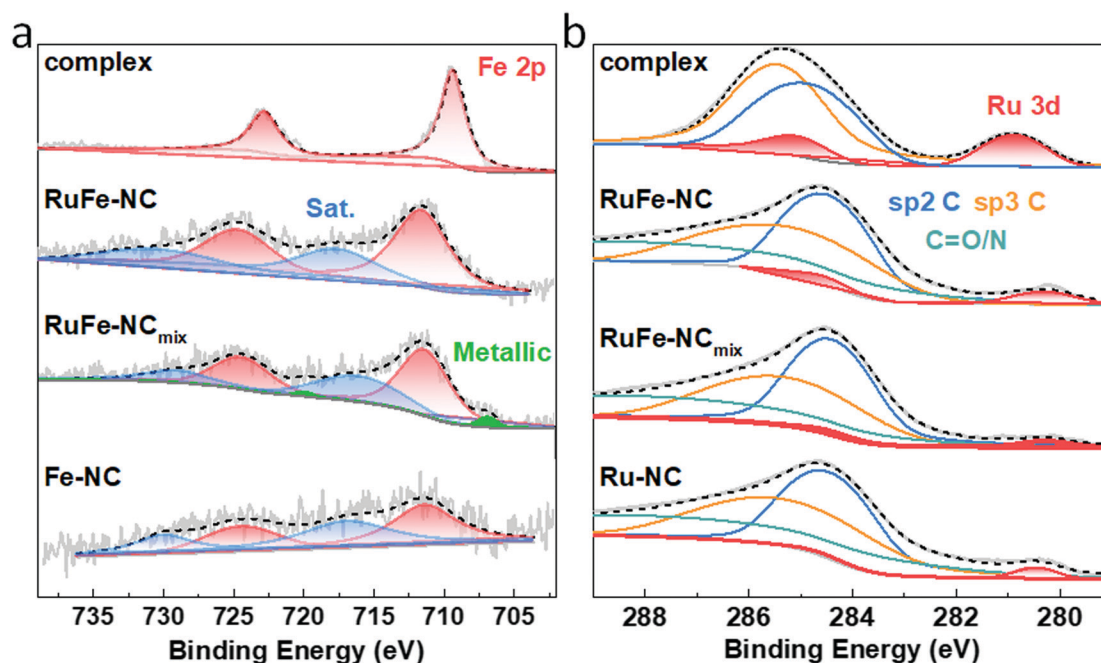 a
complex
Fe 2p
RuFe-NC
Sat.
RuFe-NCmix
Metallic
Fe-NC
735 730 725 720 715 710 705
Binding Energy (eV)
b
complex
Ru 3d
RuFe-NC
sp2 C sp3 C
C=O/N
RuFe-NCmix
Ru-NC
288 286 284 282 280
Binding Energy (eV)